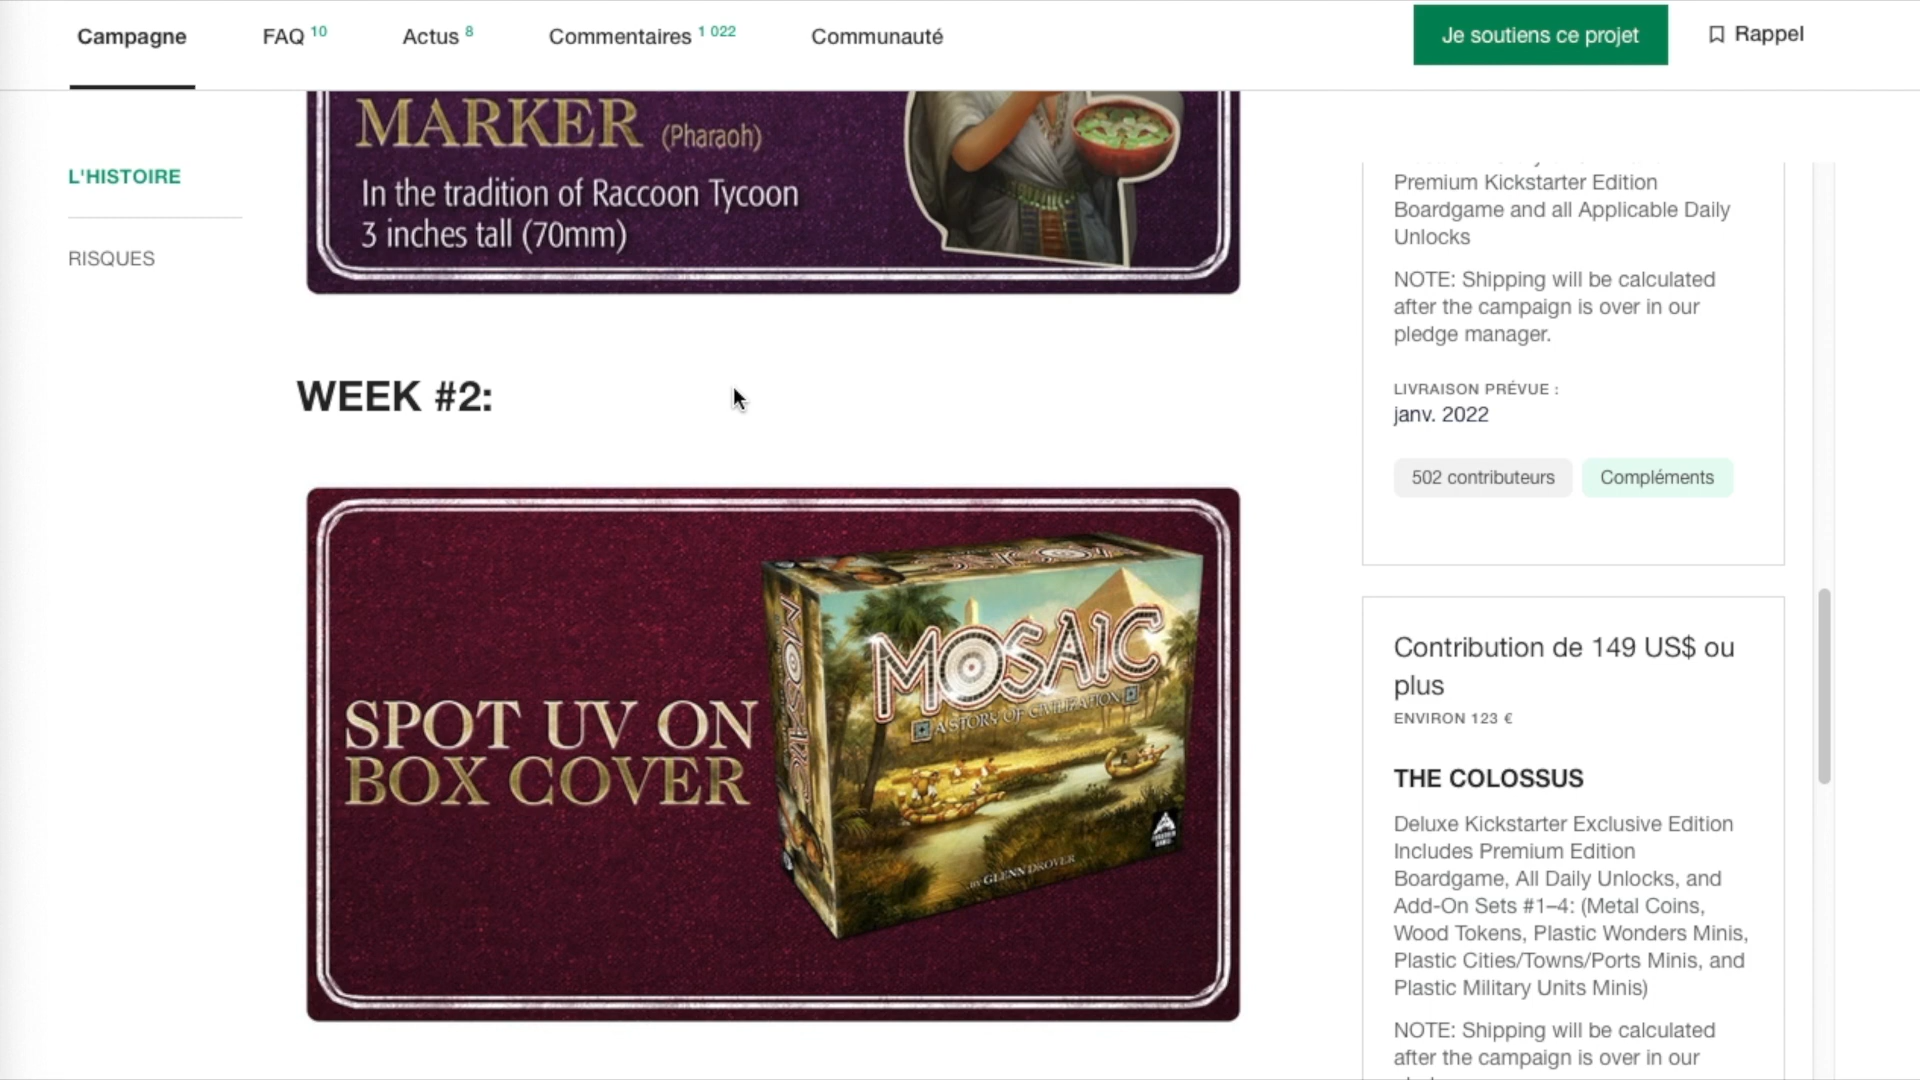 Campagne
FAQ 10
Actus 8
Commentaires 1 022
Communauté
Je soutiens ce projet
Rappel
L'HISTOIRE
RISQUES
MARKER (Pharaoh)
In the tradition of Raccoon Tycoon
3 inches tall (70mm)
WEEK #2:
SPOT UV ON
BOX COVER
MOSAIC
MOSAIC
A STORY OF CIVILIZATION
by GLENN DROVER
Premium Kickstarter Edition
Boardgame and all Applicable Daily
Unlocks
NOTE: Shipping will be calculated
after the campaign is over in our
pledge manager.
LIVRAISON PRÉVUE :
janv. 2022
502 contributeurs
Compléments
Contribution de 149 US$ ou
plus
ENVIRON 123 €
THE COLOSSUS
Deluxe Kickstarter Exclusive Edition
Includes Premium Edition
Boardgame, All Daily Unlocks, and
Add-On Sets #1–4: (Metal Coins,
Wood Tokens, Plastic Wonders Minis,
Plastic Cities/Towns/Ports Minis, and
Plastic Military Units Minis)
NOTE: Shipping will be calculated
after the campaign is over in our